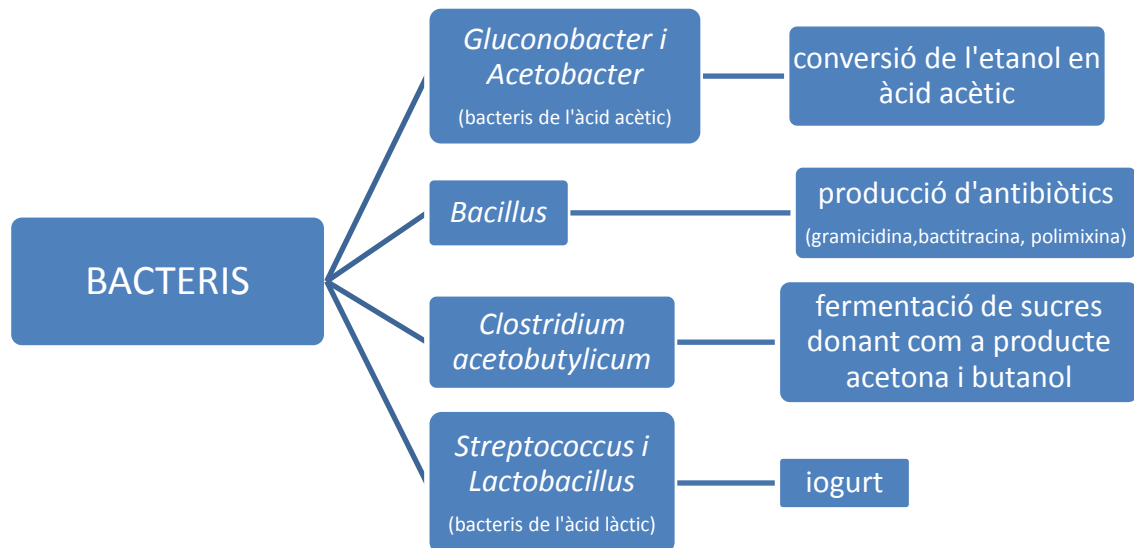 BACTERIS
Gluconobacter i
Acetobacter
(bacteris de l'àcid acètic)
conversió de l'etanol en
àcid acètic
Bacillus
producció d'antibiòtics
(gramicidina,bactitracina, polimixina)
Clostridium
acetobutylicum
fermentació de sucres
donant com a producte
acetona i butanol
Streptococcus i
Lactobacillus
(bacteris de l'àcid làctic)
iogurt